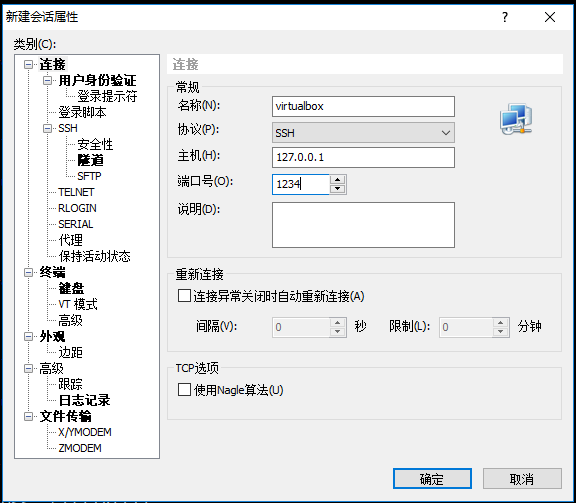 新建会话属性
类别(C):
连接
用户身份验证
登录提示符
登录脚本
SSH
安全性
隧道
SFTP
TELNET
RLOGIN
SERIAL
代理
保持活动状态
终端
键盘
VT 模式
高级
外观
边距
高级
跟踪
日志记录
文件传输
X/YMODEM
ZMODEM
连接
常规
名称(N): virtualbox
协议(P): SSH
主机(H): 127.0.0.1
端口号(O): 1234
说明(D):
重新连接
连接异常关闭时自动重新连接(A)
间隔(V): 0 秒 限制(L): 0 分钟
TCP选项
使用Nagle算法(U)
确定 取消